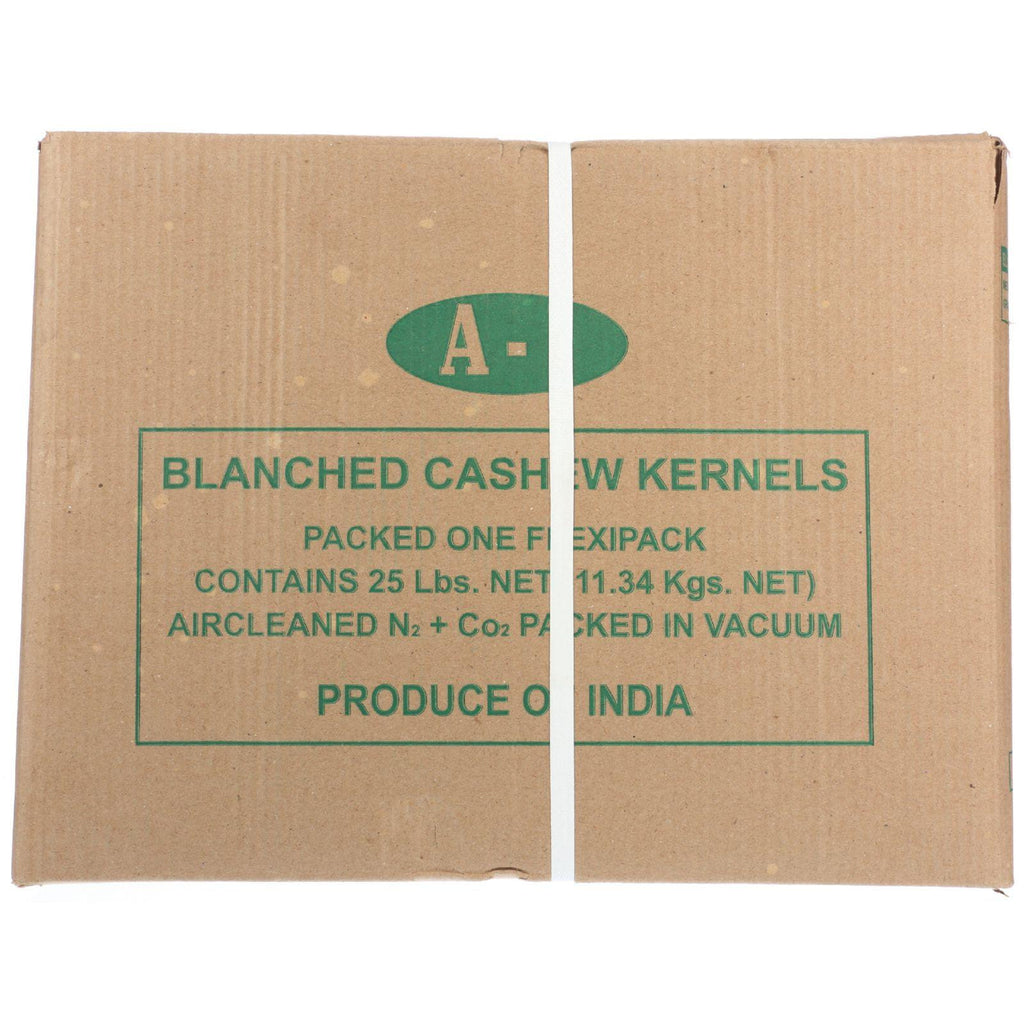 A -
BLANCHED CASHEW KERNELS
PACKED ONE FLEXIPACK
CONTAINS 25 Lbs. NET (11.34 Kgs. NET)
AIRCLEANED N₂ + Co₂ PACKED IN VACUUM
PRODUCE OF INDIA